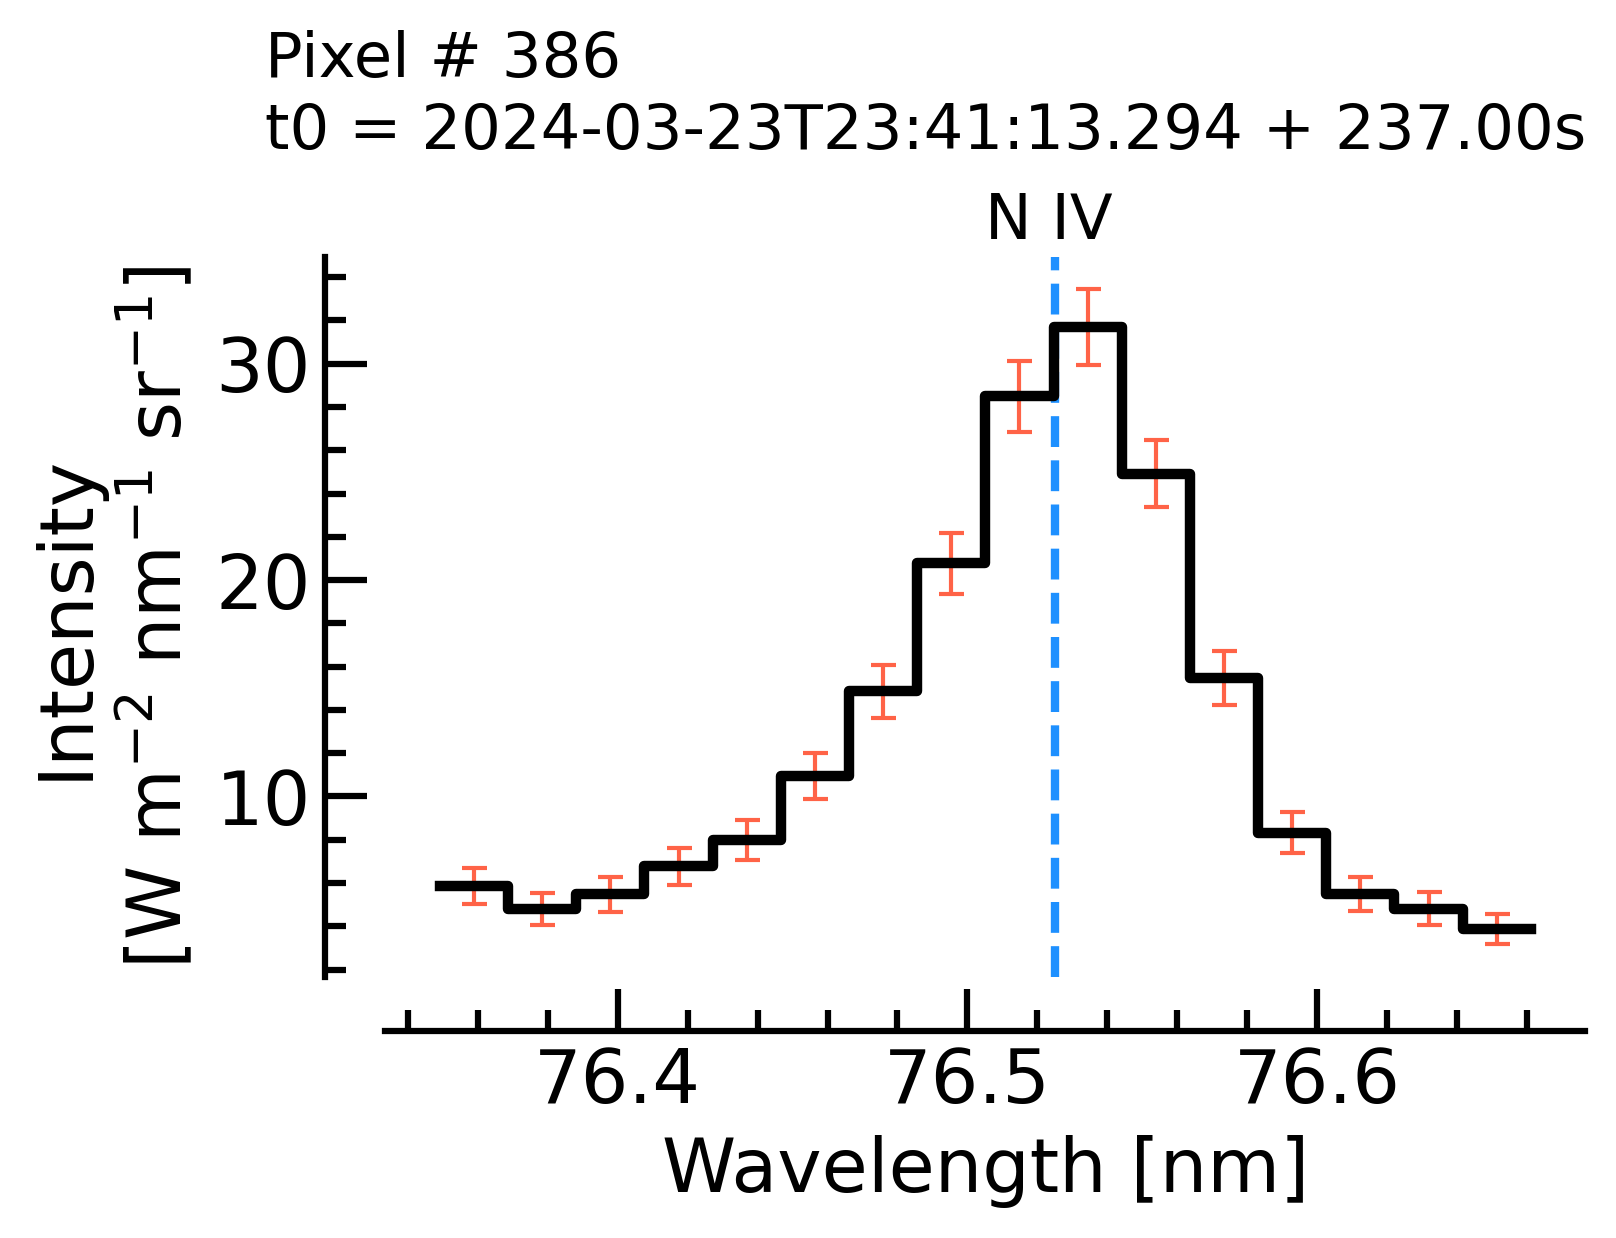 Pixel # 386
t0 = 2024-03-23T23:41:13.294 + 237.00s
N IV
Intensity
[W m⁻² nm⁻¹ sr⁻¹]
30
20
10
76.4 76.5 76.6
Wavelength [nm]